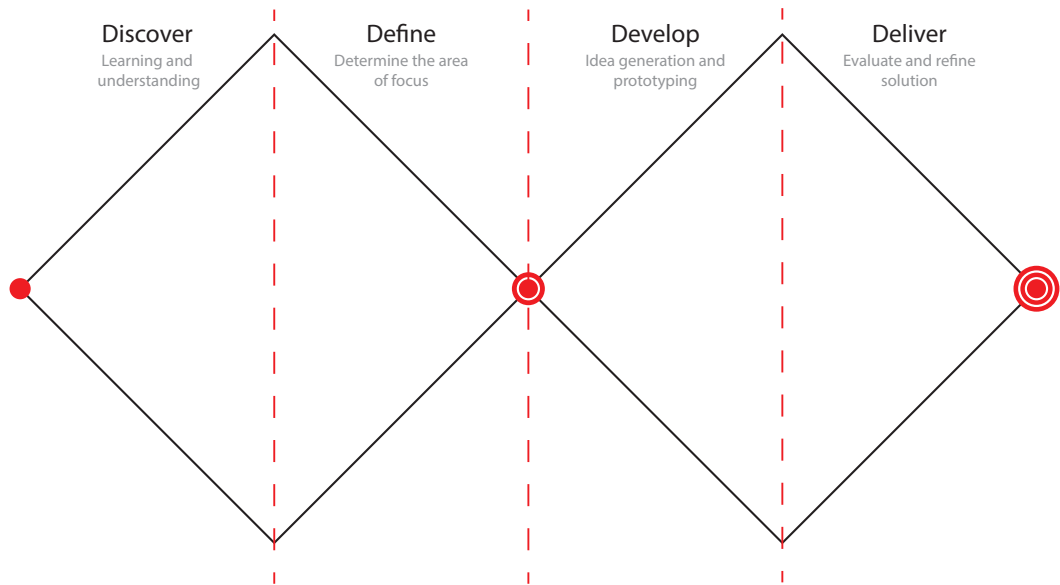 Discover
Learning and
understanding
Define
Determine the area
of focus
Develop
Idea generation and
prototyping
Deliver
Evaluate and refine
solution